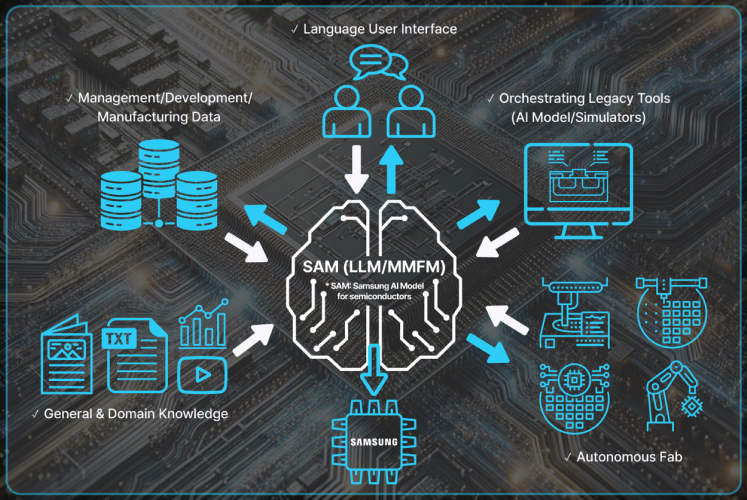 ✓ Language User Interface
✓ Management/Development/
Manufacturing Data
✓ Orchestrating Legacy Tools
(AI Model/Simulators)
SAM (LLM/MMFM)
* SAM: Samsung AI Model
for semiconductors
TXT
✓ General & Domain Knowledge
SAMSUNG
✓ Autonomous Fab